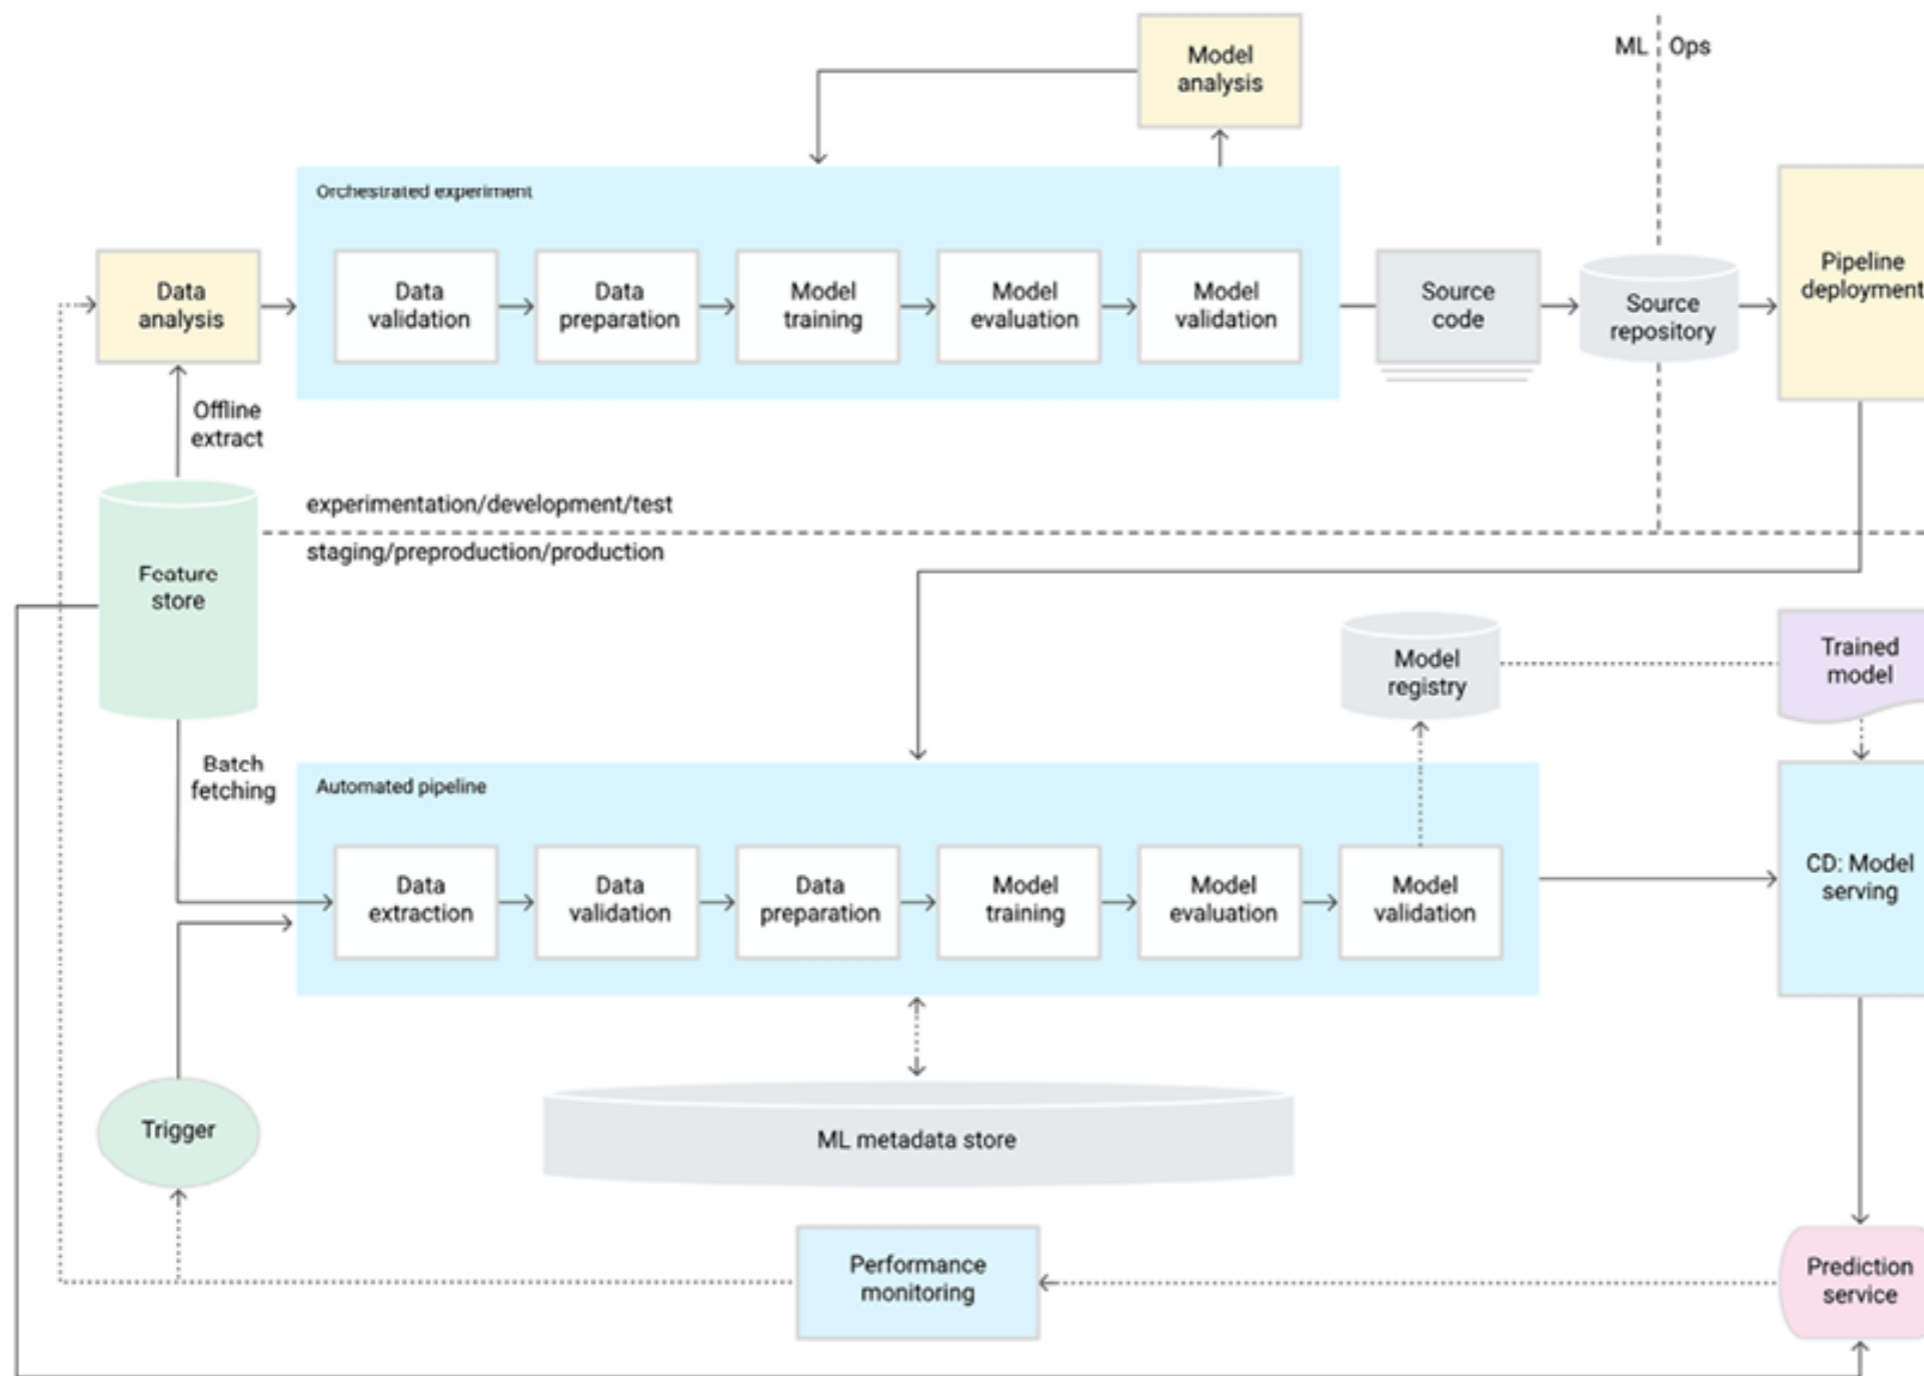 Model
analysis
ML
Ops
Orchestrated experiment
Data
analysis
Data
validation
Data
preparation
Model
training
Model
evaluation
Model
validation
Source
code
Source
repository
Pipeline
deployment
Offline
extract
experimentation/development/test
staging/preproduction/production
Feature
store
Model
registry
Trained
model
Batch
fetching
Automated pipeline
Data
extraction
Data
validation
Data
preparation
Model
training
Model
evaluation
Model
validation
CD: Model
serving
Trigger
ML metadata store
Performance
monitoring
Prediction
service